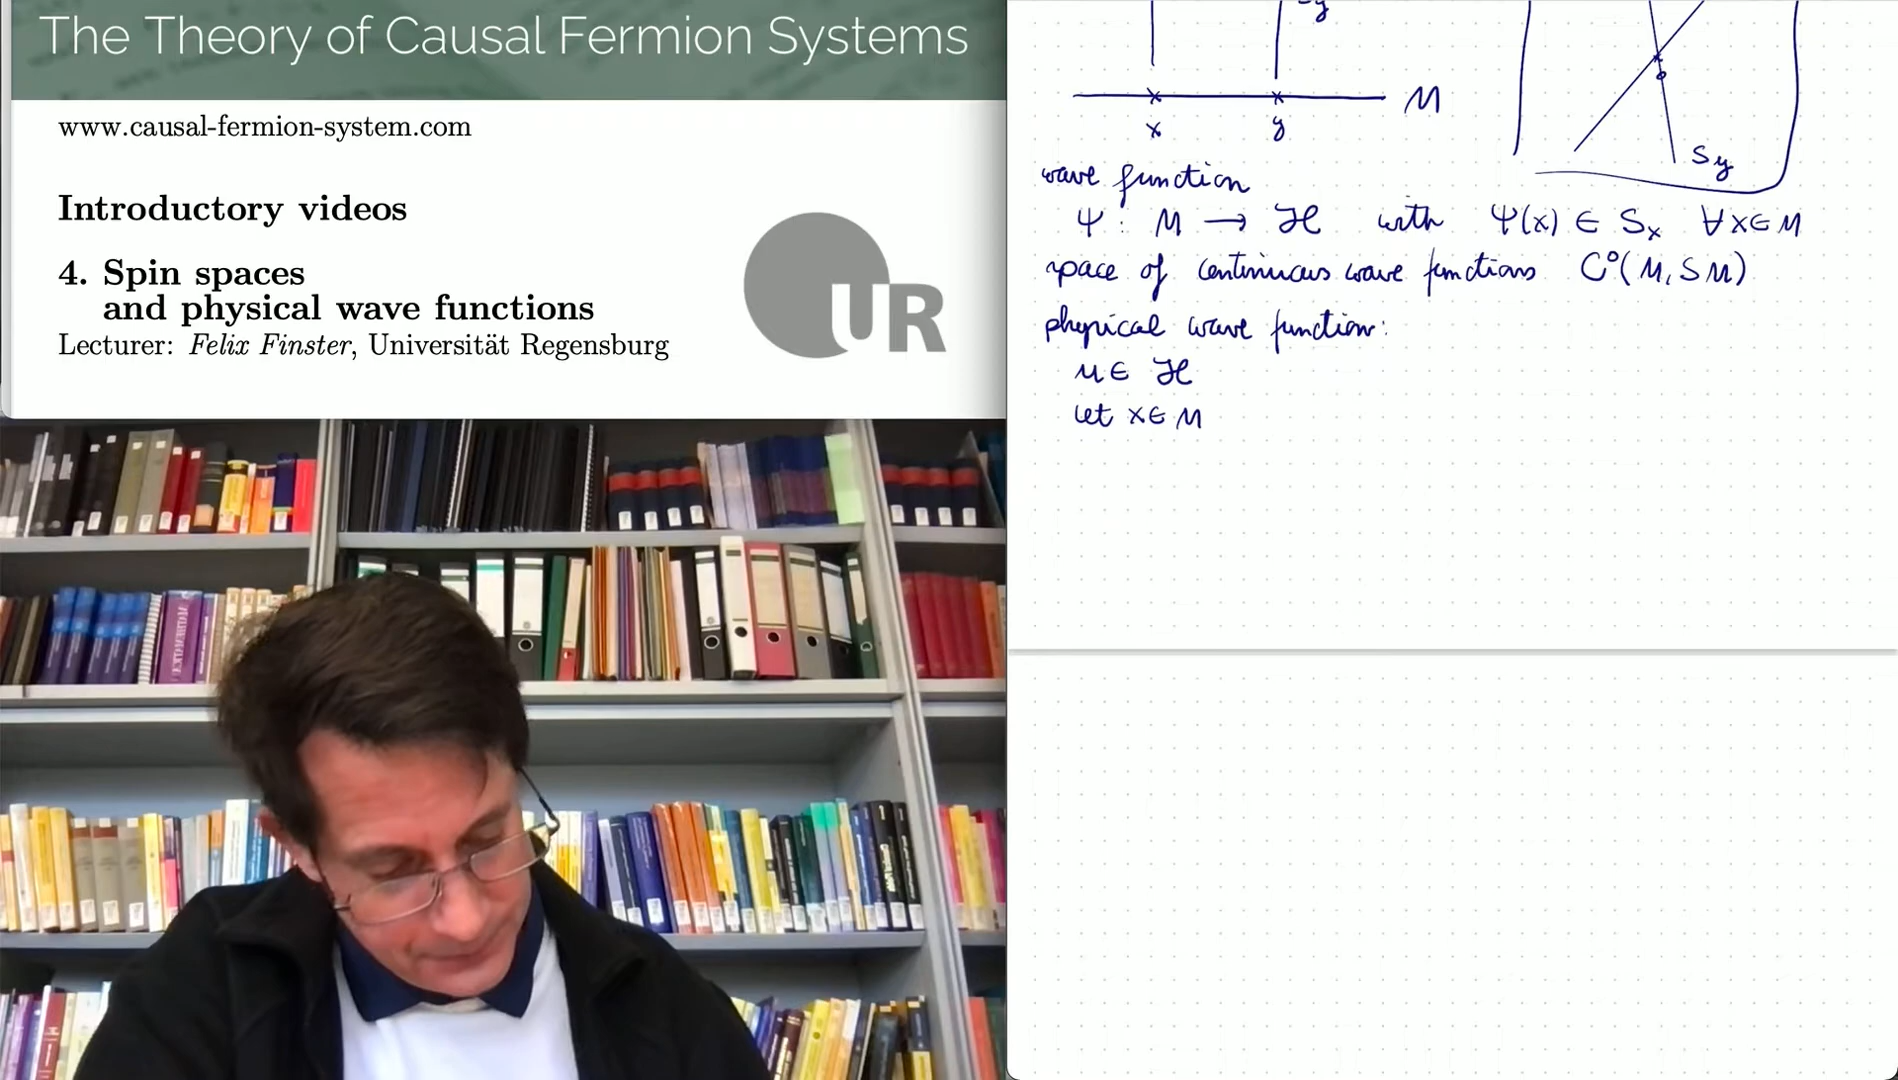 The Theory of Causal Fermion Systems
www.causal-fermion-system.com
Introductory videos
4. Spin spaces
and physical wave functions
Lecturer: Felix Finster, Universität Regensburg
UR
y
M
x y
Sy
wave function
Ψ : M → ℋ with Ψ(x) ∈ Sx ∀ x ∈ M
space of continuous wave functions C⁰(M, SM)
physical wave function:
u ∈ ℋ
let x ∈ M